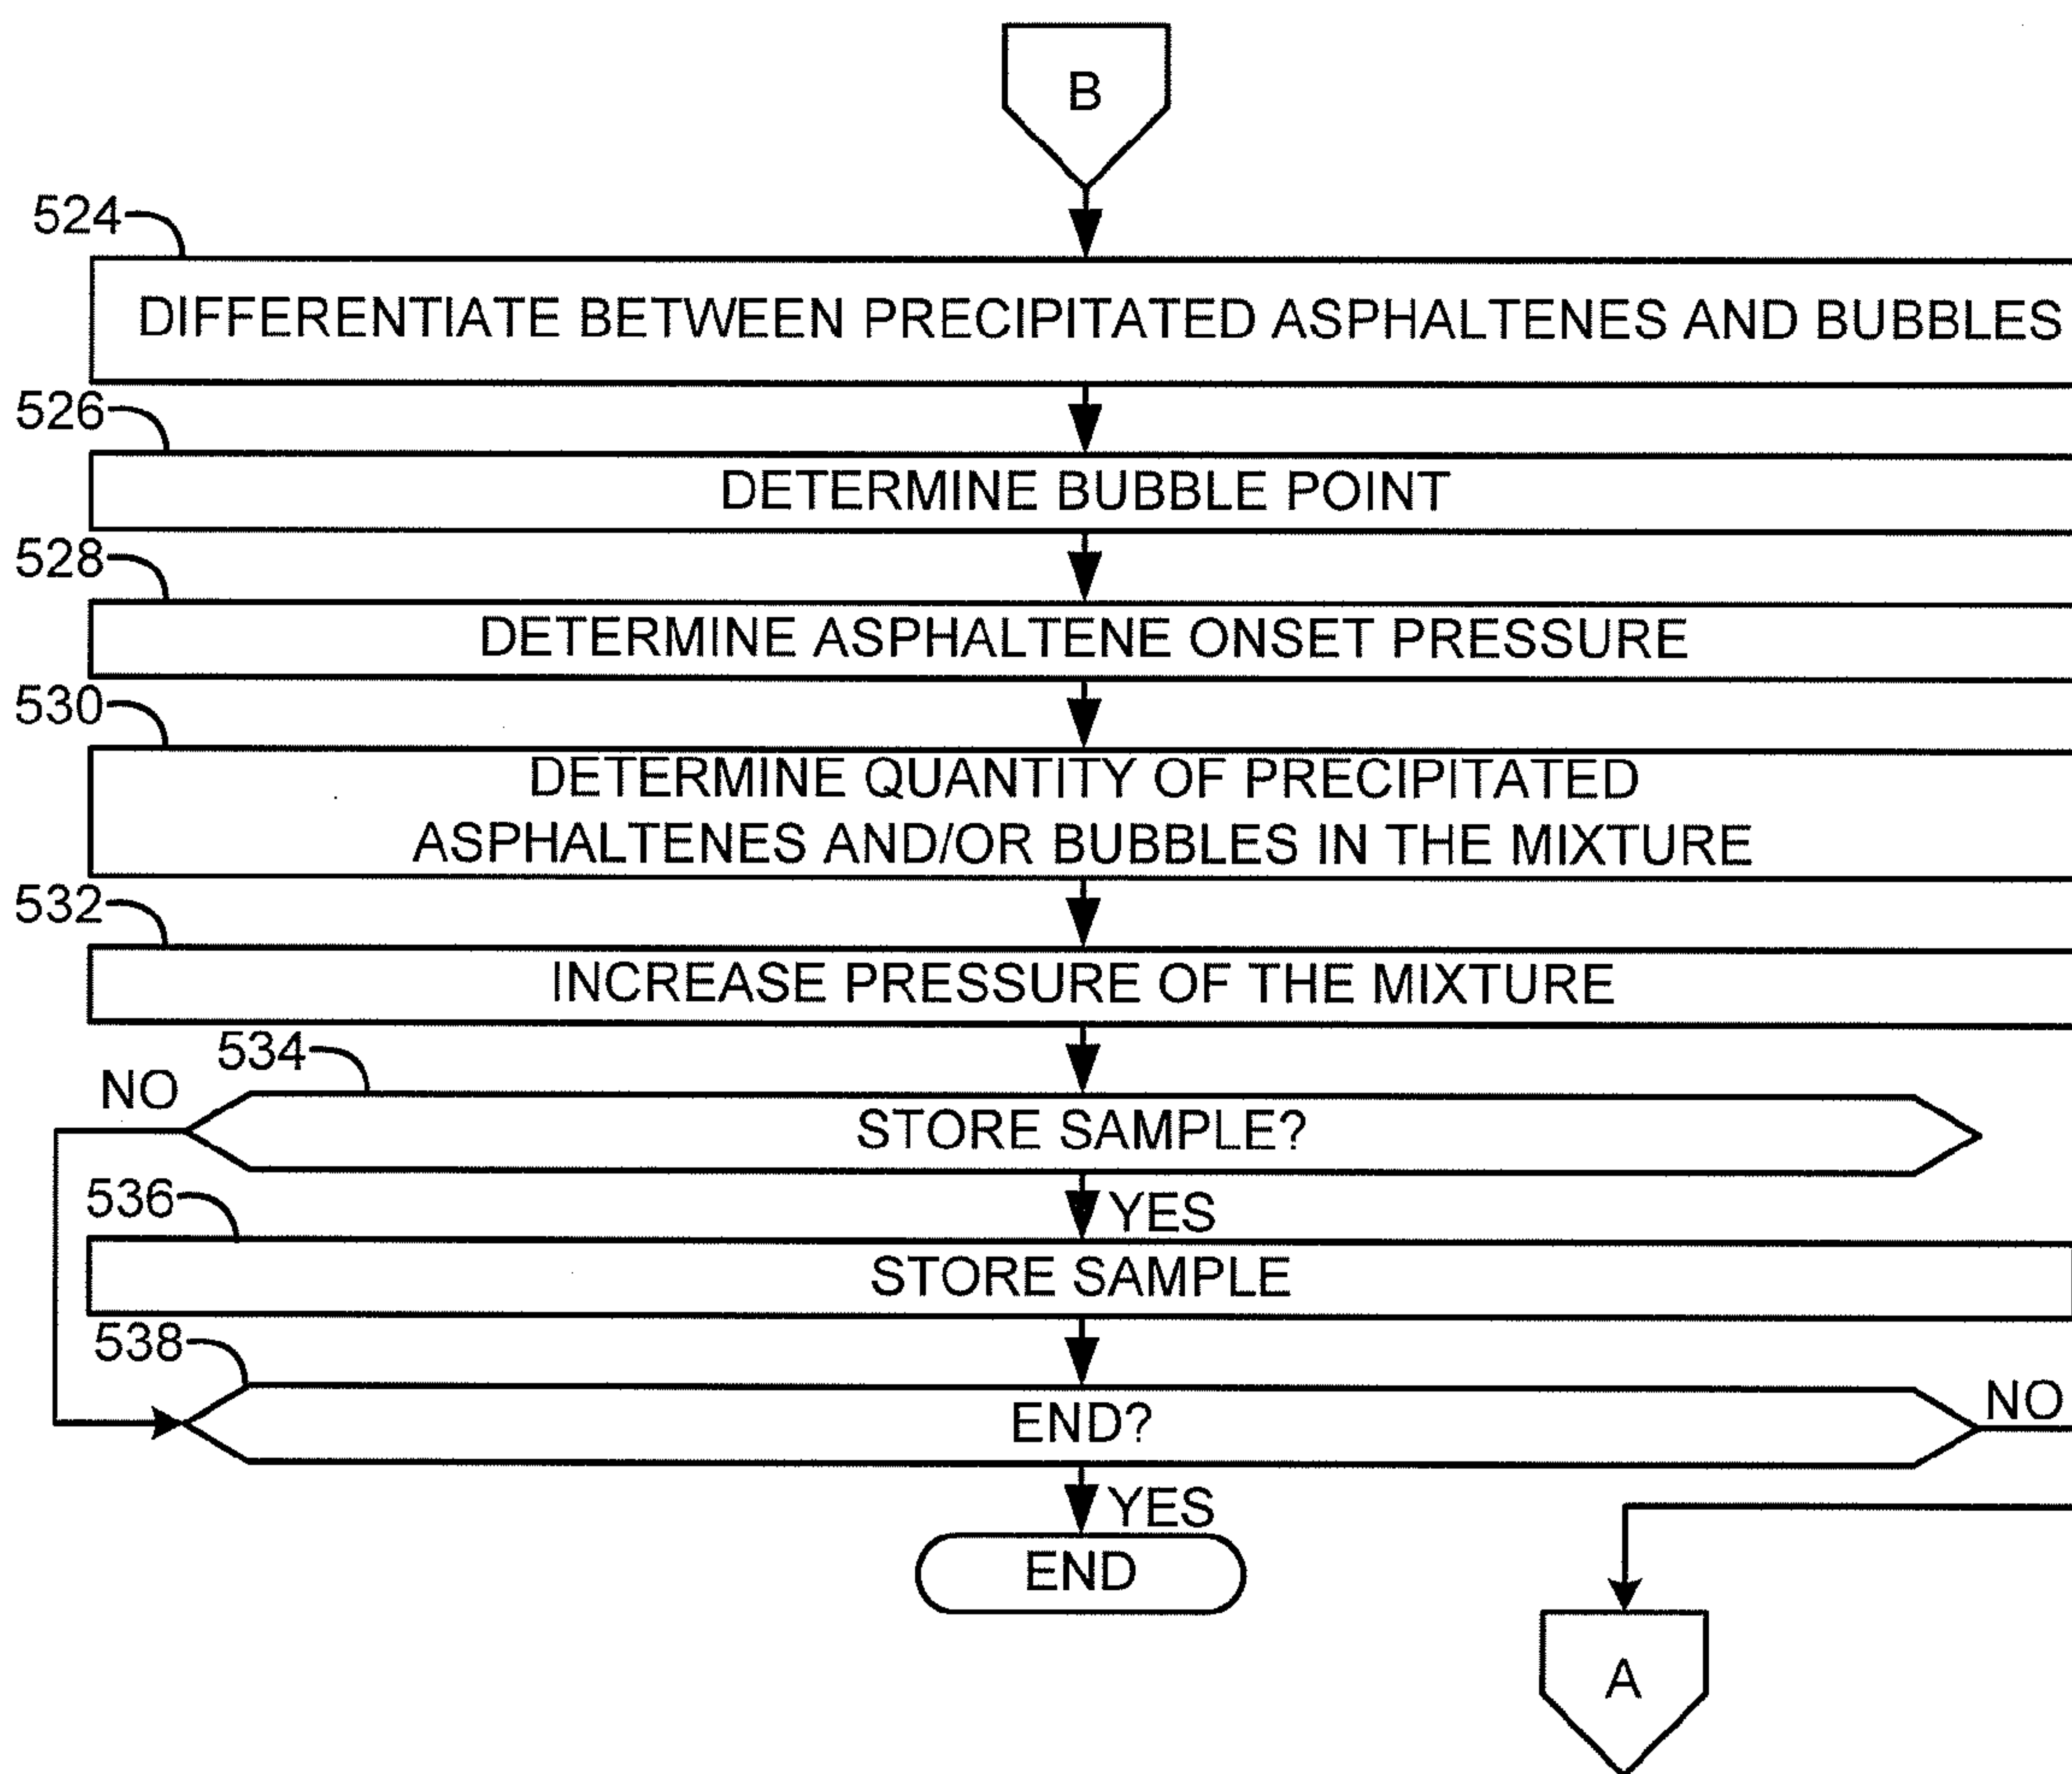 B
524
DIFFERENTIATE BETWEEN PRECIPITATED ASPHALTENES AND BUBBLES
526
DETERMINE BUBBLE POINT
528
DETERMINE ASPHALTENE ONSET PRESSURE
530
DETERMINE QUANTITY OF PRECIPITATED
ASPHALTENES AND/OR BUBBLES IN THE MIXTURE
532
INCREASE PRESSURE OF THE MIXTURE
534
NO
STORE SAMPLE?
YES
536
STORE SAMPLE
538
END?
NO
YES
END
A